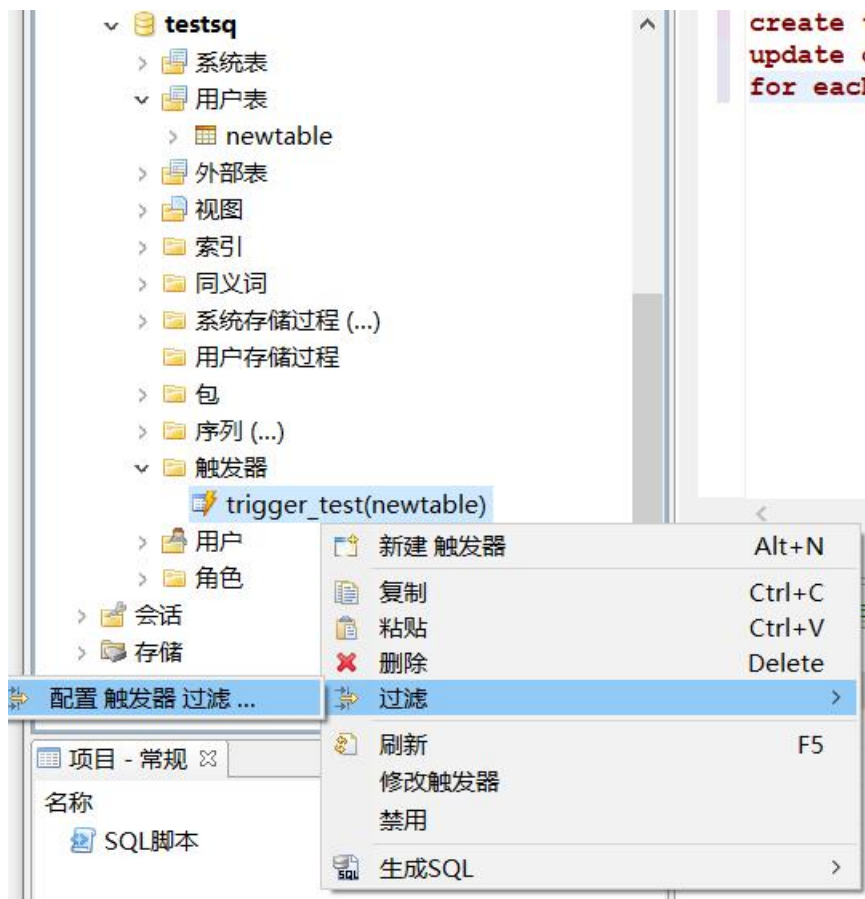 testsq
系统表
用户表
newtable
外部表
视图
索引
同义词
系统存储过程 (...)
用户存储过程
包
序列 (...)
触发器
trigger_test(newtable)
用户
角色
会话
存储
create
update
for each
新建 触发器 Alt+N
复制 Ctrl+C
粘贴 Ctrl+V
删除 Delete
过滤
配置 触发器 过滤 ...
刷新 F5
修改触发器
禁用
生成SQL
项目 - 常规
名称
SQL脚本